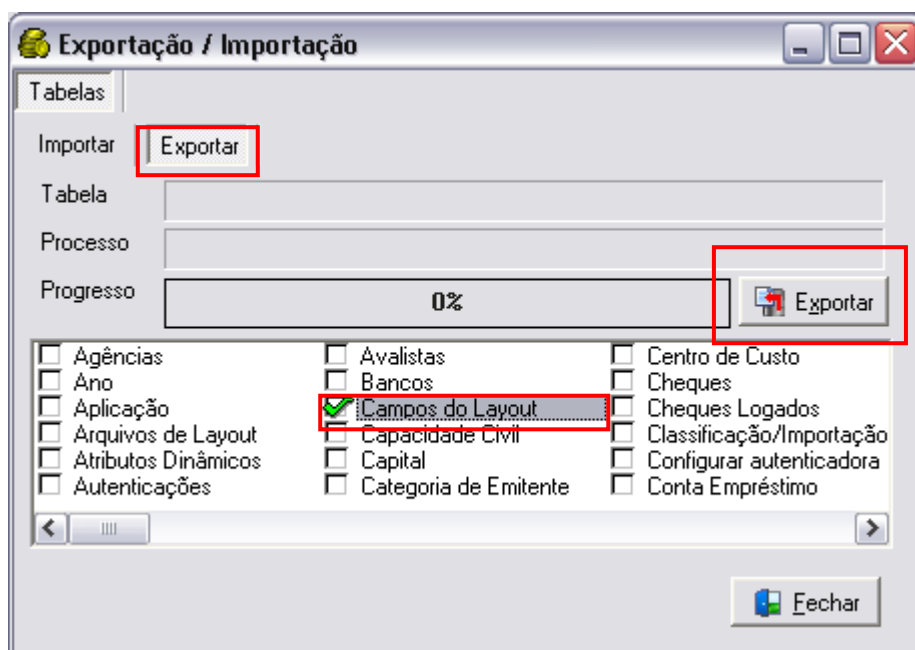 Exportação / Importação
Tabelas
Importar Exportar
Tabela
Processo
Progresso 0% Exportar
Agências Avalistas Centro de Custo
Ano Bancos Cheques
Aplicação Campos do Layout Cheques Logados
Arquivos de Layout Capacidade Civil Classificação/Importação
Atributos Dinâmicos Capital Configurar autenticadora
Autenticações Categoria de Emitente Conta Empréstimo
Fechar